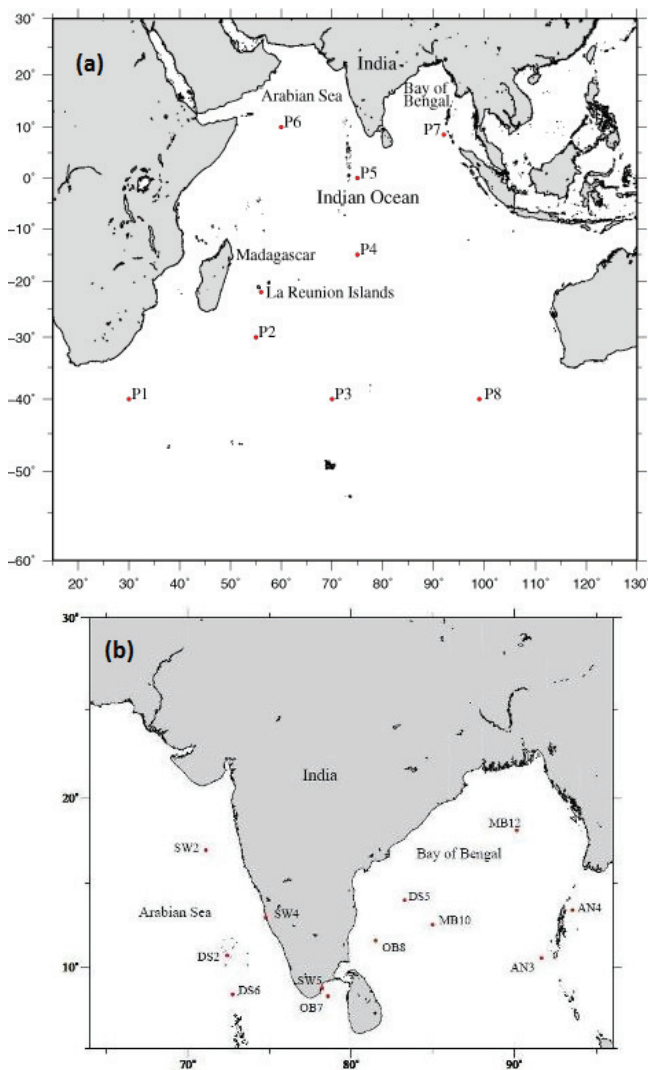 30°
(a)
India
20°
Arabian Sea
Bay of
Bengal
10°
P6
P7
0°
P5
Indian Ocean
−10°
Madagascar
P4
−20°
La Reunion Islands
−30°
P2
−40°
P1
P3
P8
−50°
−60°
20° 30° 40° 50° 60° 70° 80° 90° 100° 110° 120° 130°
30°
(b)
India
20°
MB12
SW2
Bay of Bengal
DS5
Arabian Sea
SW4
MB10
AN4
OB8
DS2
AN3
10°
DS6
SW5
OB7
70° 80° 90°